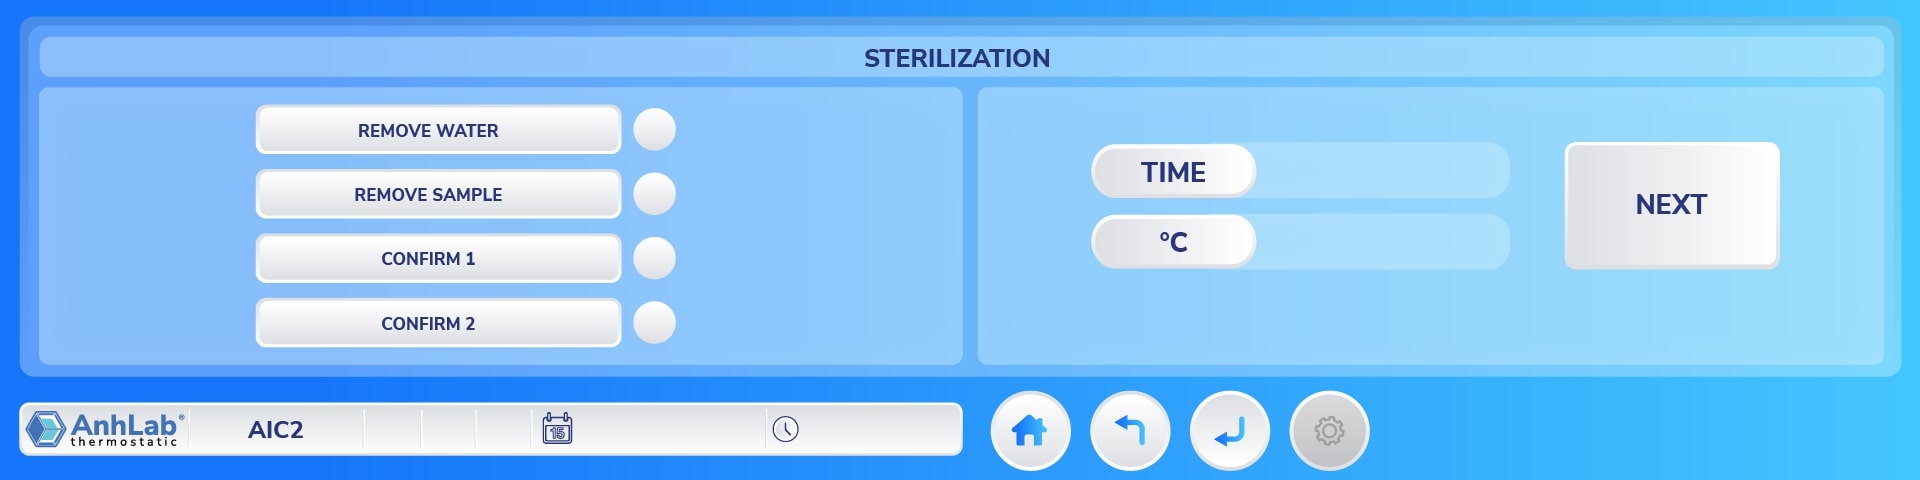 STERILIZATION
REMOVE WATER
REMOVE SAMPLE
CONFIRM 1
CONFIRM 2
TIME
°C
NEXT
AnhLab®
thermostatic
AIC2
15